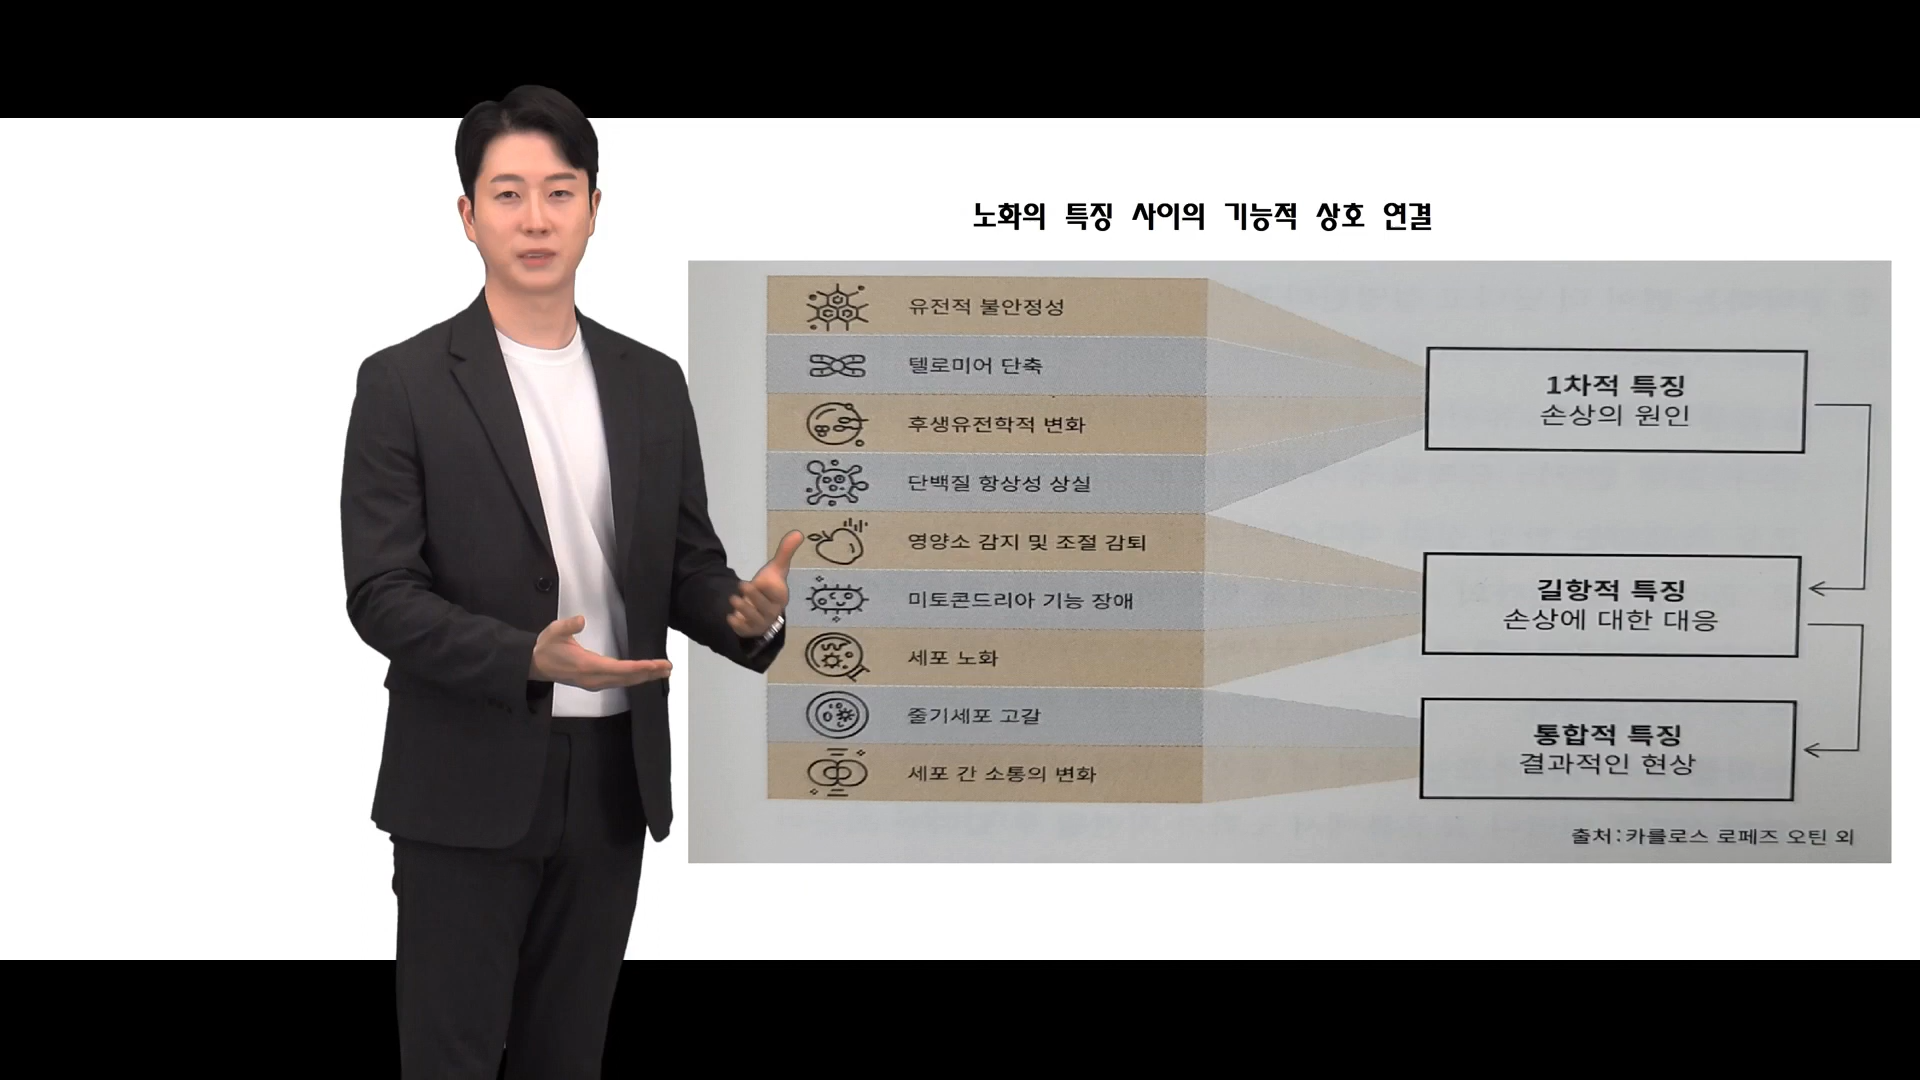 노화의 특징 사이의 기능적 상호 연결
유전적 불안정성
텔로미어 단축
후생유전학적 변화
단백질 항상성 상실
영양소 감지 및 조절 감퇴
미토콘드리아 기능 장애
세포 노화
줄기세포 고갈
세포 간 소통의 변화
1차적 특징
손상의 원인
길항적 특징
손상에 대한 대응
통합적 특징
결과적인 현상
출처:카를로스 로페즈 오틴 외